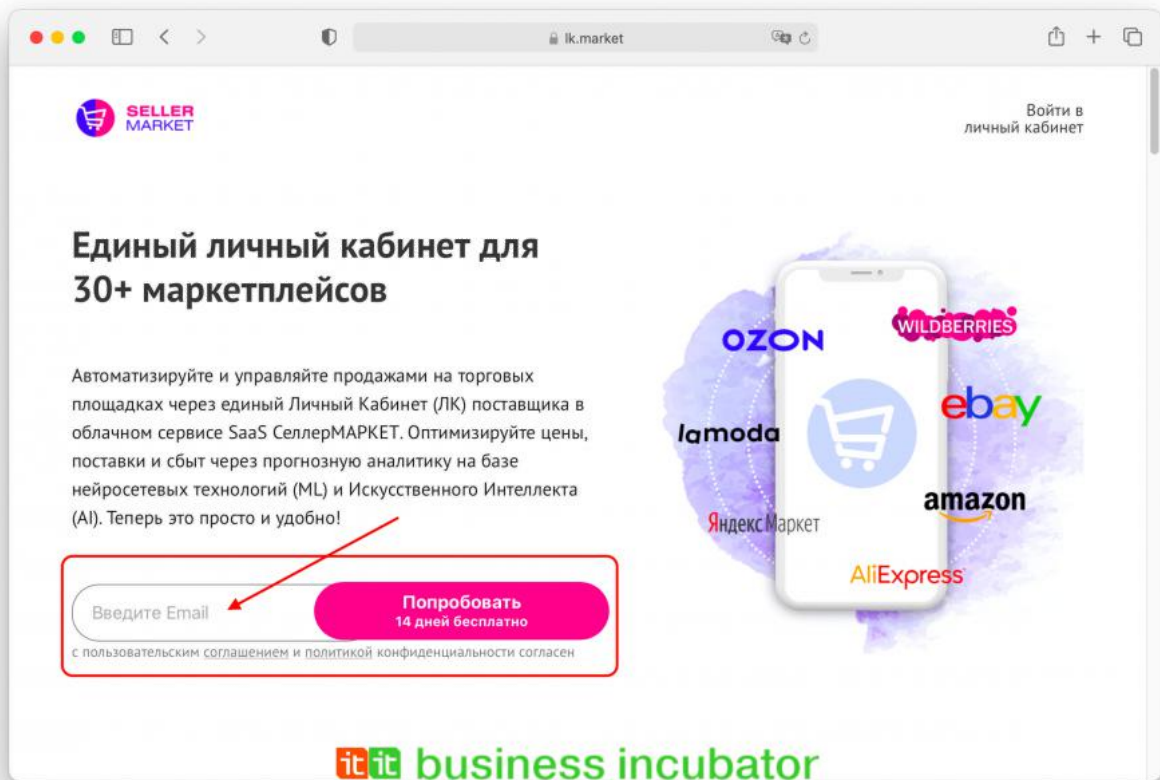 lk.market
SELLER
MARKET
Войти в
личный кабинет
Единый личный кабинет для
30+ маркетплейсов
Автоматизируйте и управляйте продажами на торговых
площадках через единый Личный Кабинет (ЛК) поставщика в
облачном сервисе SaaS СеллерМАРКЕТ. Оптимизируйте цены,
поставки и сбыт через прогнозную аналитику на базе
нейросетевых технологий (ML) и Искусственного Интеллекта
(AI). Теперь это просто и удобно!
Введите Email
Попробовать
14 дней бесплатно
с пользовательским соглашением и политикой конфиденциальности согласен
OZON
WILDBERRIES
ebay
lamoda
amazon
Яндекс Маркет
AliExpress
itit business incubator